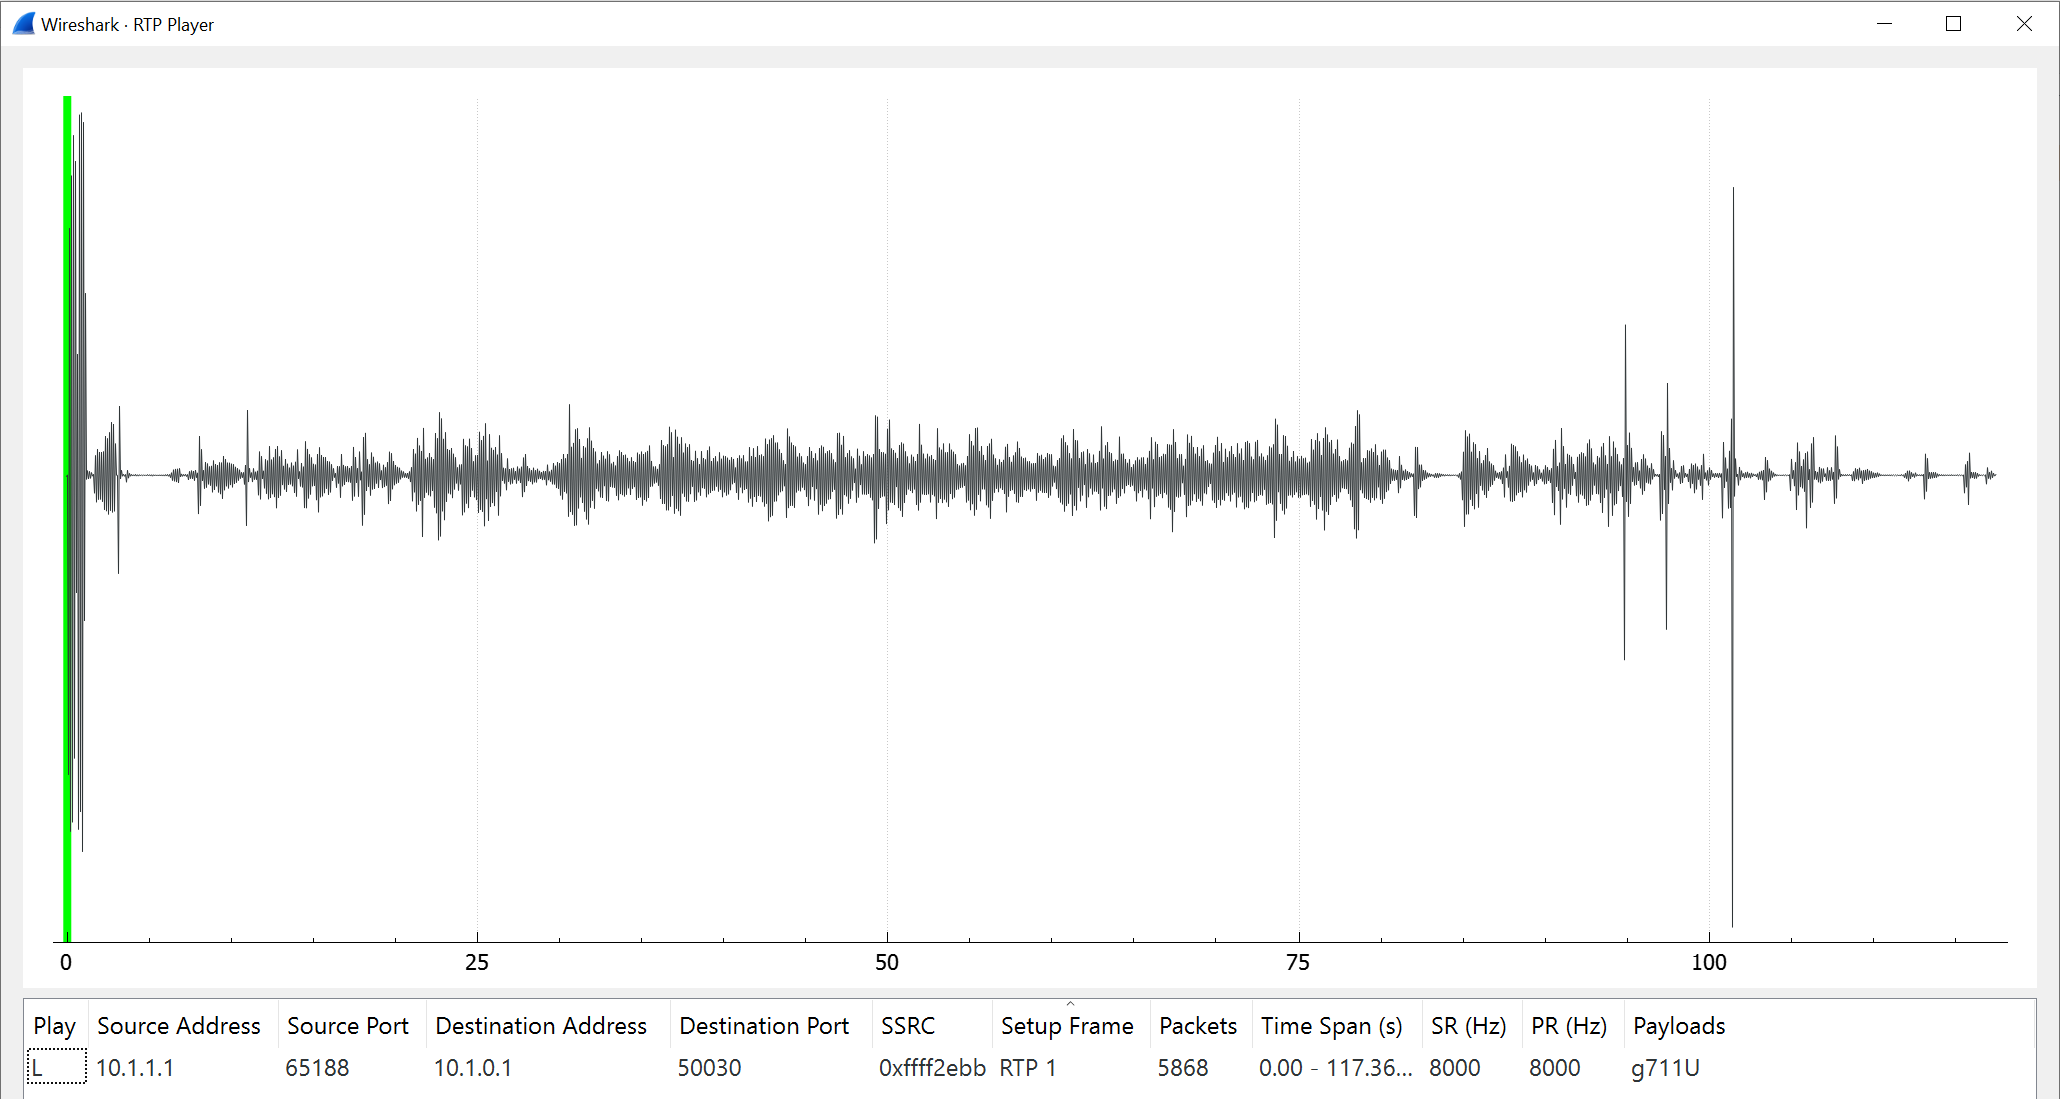 Wireshark · RTP Player
0 25 50 75 100
Play Source Address Source Port Destination Address Destination Port SSRC Setup Frame Packets Time Span (s) SR (Hz) PR (Hz) Payloads
L 10.1.1.1 65188 10.1.0.1 50030 0xffff2ebb RTP 1 5868 0.00 - 117.36... 8000 8000 g711U